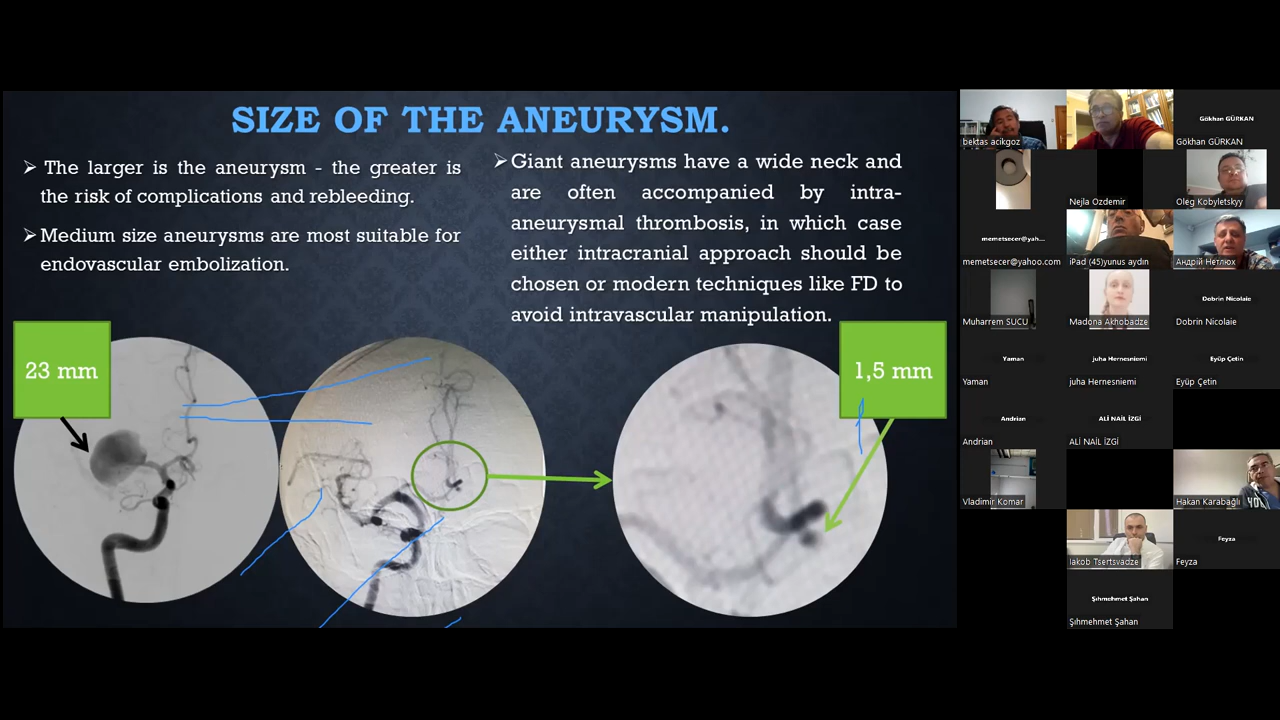 SIZE OF THE ANEURYSM.
➢ The larger is the aneurysm - the greater is
the risk of complications and rebleeding.
➢ Medium size aneurysms are most suitable for
endovascular embolization.
➢ Giant aneurysms have a wide neck and
are often accompanied by intra-
aneurysmal thrombosis, in which case
either intracranial approach should be
chosen or modern techniques like FD to
avoid intravascular manipulation.
23 mm
1,5 mm
bektas acikgoz
Gökhan GÜRKAN
Gökhan GÜRKAN
Nejla Ozdemir
Oleg Kobyletskyy
memetsecer@yah...
memetsecer@yahoo.com
iPad (45)yunus aydın
Андрій Нетлюх
Muharrem SUCU
Madona Akhobadze
Dobrin Nicolaie
Dobrin Nicolaie
Yaman
Yaman
juha Hernesniemi
juha Hernesniemi
Eyüp Çetin
Eyüp Çetin
Andrian
Andrian
ALİ NAİL İZGİ
ALİ NAİL İZGİ
Vladimir Komar
Hakan Karabağlı
Iakob Tsertsvadze
Feyza
Feyza
Şıhmehmet Şahan
Şıhmehmet Şahan